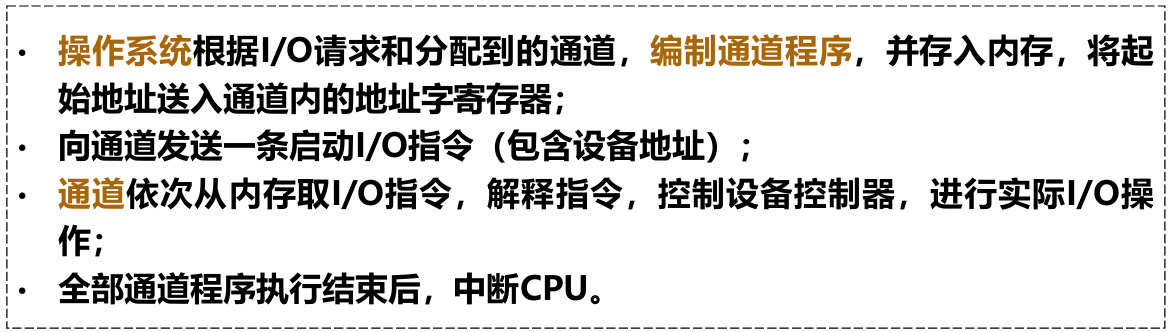 • 操作系统根据I/O请求和分配到的通道，编制通道程序，并存入内存，将起
始地址送入通道内的地址字寄存器；
• 向通道发送一条启动I/O指令（包含设备地址）；
• 通道依次从内存取I/O指令，解释指令，控制设备控制器，进行实际I/O操
作；
• 全部通道程序执行结束后，中断CPU。